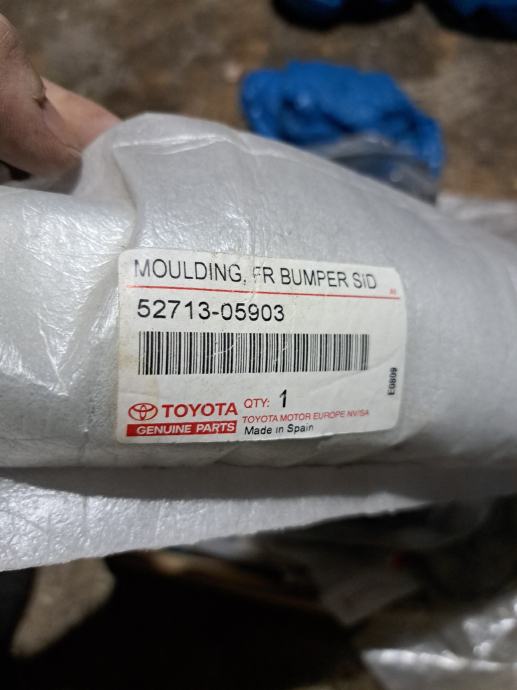 MOULDING, FR BUMPER SID
52713-05903
TOYOTA
GENUINE PARTS
QTY: 1
TOYOTA MOTOR EUROPE NV/SA
Made in Spain
E0809